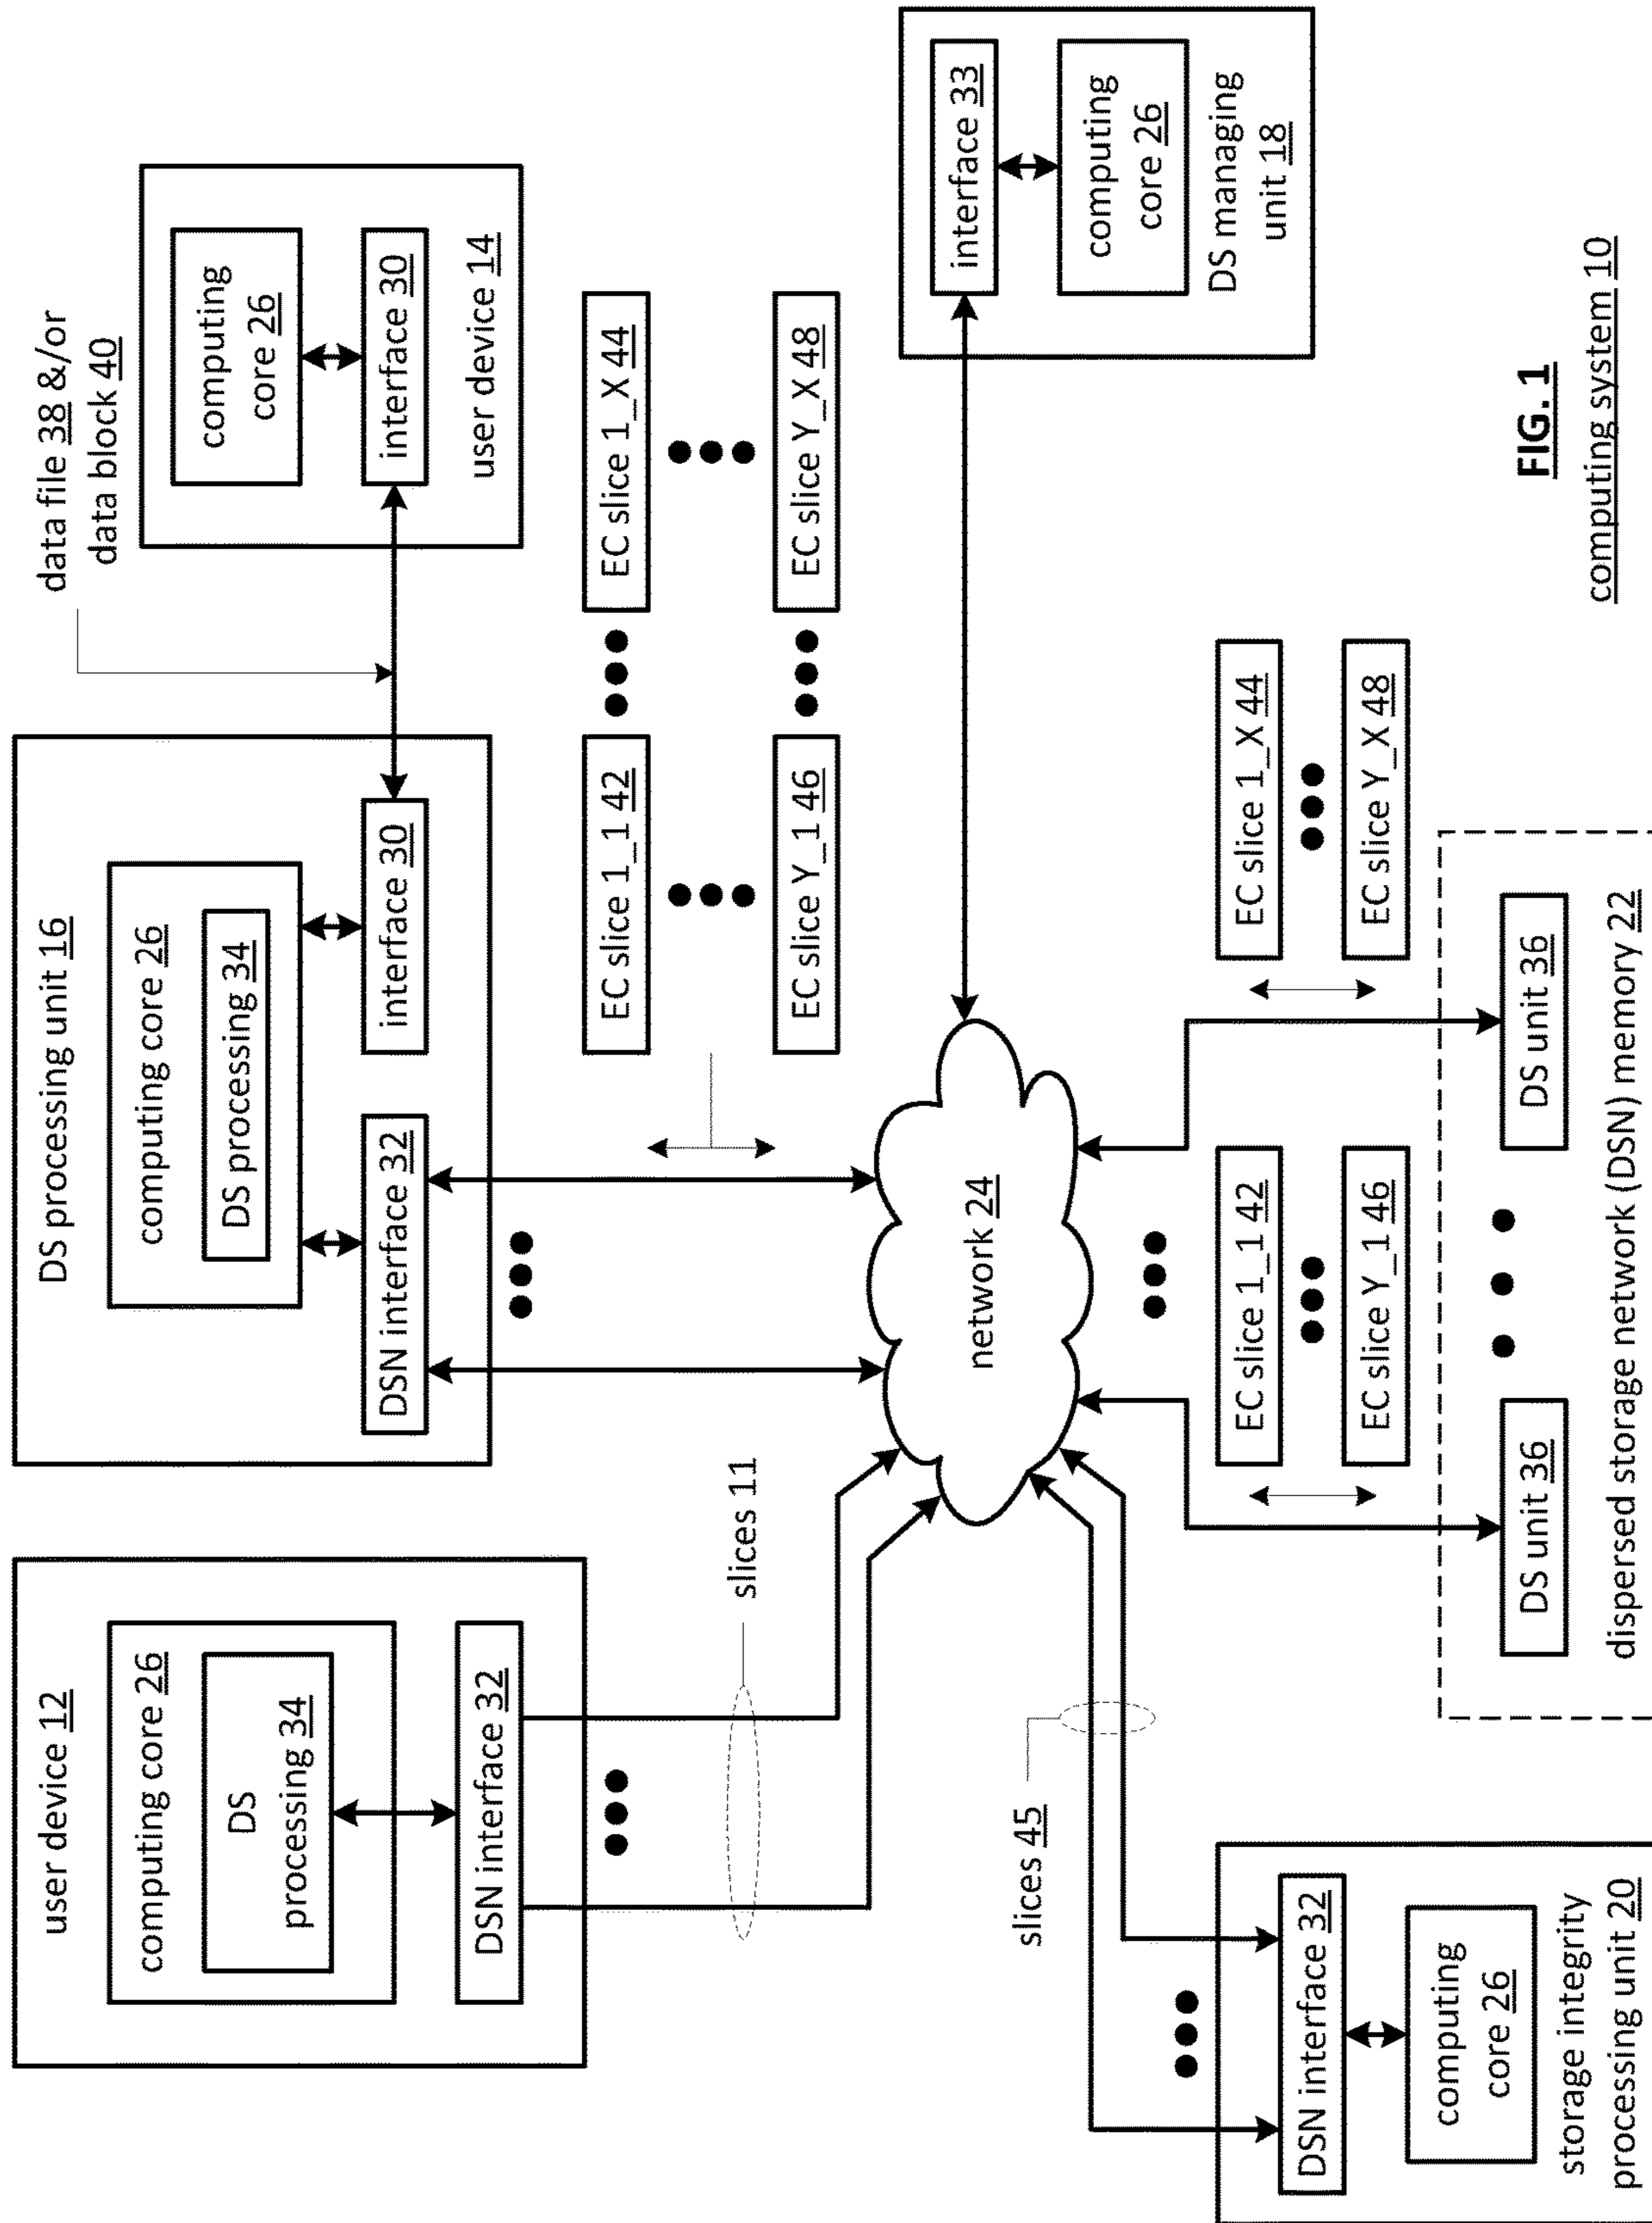 user device 12
computing core 26
DS
processing 34
DSN interface 32
slices 11
DS processing unit 16
computing core 26
DS processing 34
DSN interface 32
interface 30
data file 38 &/or
data block 40
computing
core 26
interface 30
user device 14
EC slice 1_1 42
EC slice 1_X 44
EC slice Y_1 46
EC slice Y_X 48
network 24
interface 33
computing
core 26
DS managing
unit 18
slices 45
DSN interface 32
computing
core 26
storage integrity
processing unit 20
EC slice 1_1 42
EC slice Y_1 46
EC slice 1_X 44
EC slice Y_X 48
DS unit 36
DS unit 36
dispersed storage network (DSN) memory 22
FIG. 1
computing system 10